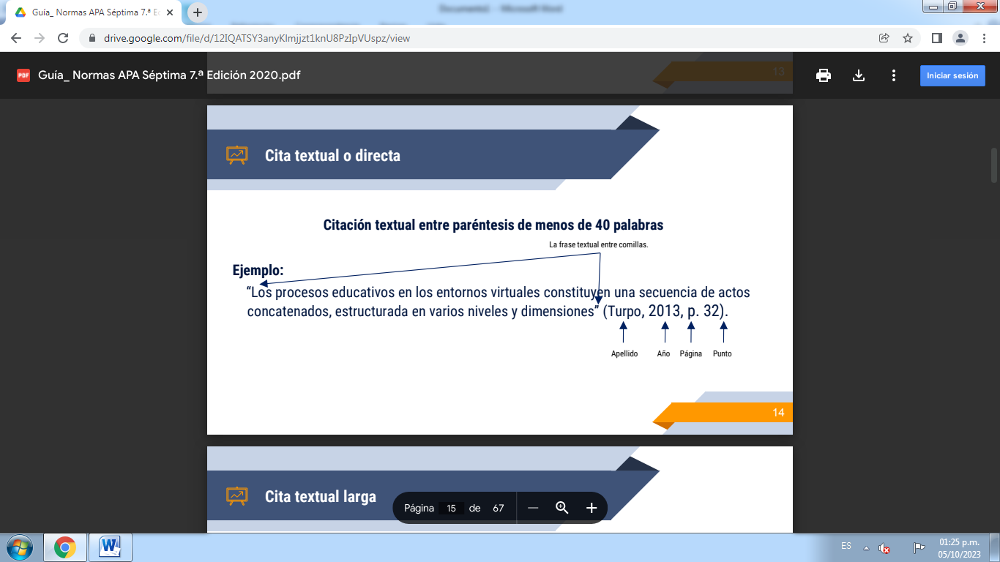 Guía_ Normas APA Séptima 7.ª E
Documento1 - Microsoft Word
drive.google.com/file/d/12IQATSY3anyKlmjjzt1knU8PzIpVUspz/view
PDF Guía_ Normas APA Séptima 7.ª Edición 2020.pdf
Iniciar sesión
13
Cita textual o directa
Citación textual entre paréntesis de menos de 40 palabras
La frase textual entre comillas.
Ejemplo:
“Los procesos educativos en los entornos virtuales constituyen una secuencia de actos
concatenados, estructurada en varios niveles y dimensiones” (Turpo, 2013, p. 32).
Apellido Año Página Punto
14
Cita textual larga
Página 15 de 67
ES
01:25 p.m.
05/10/2023